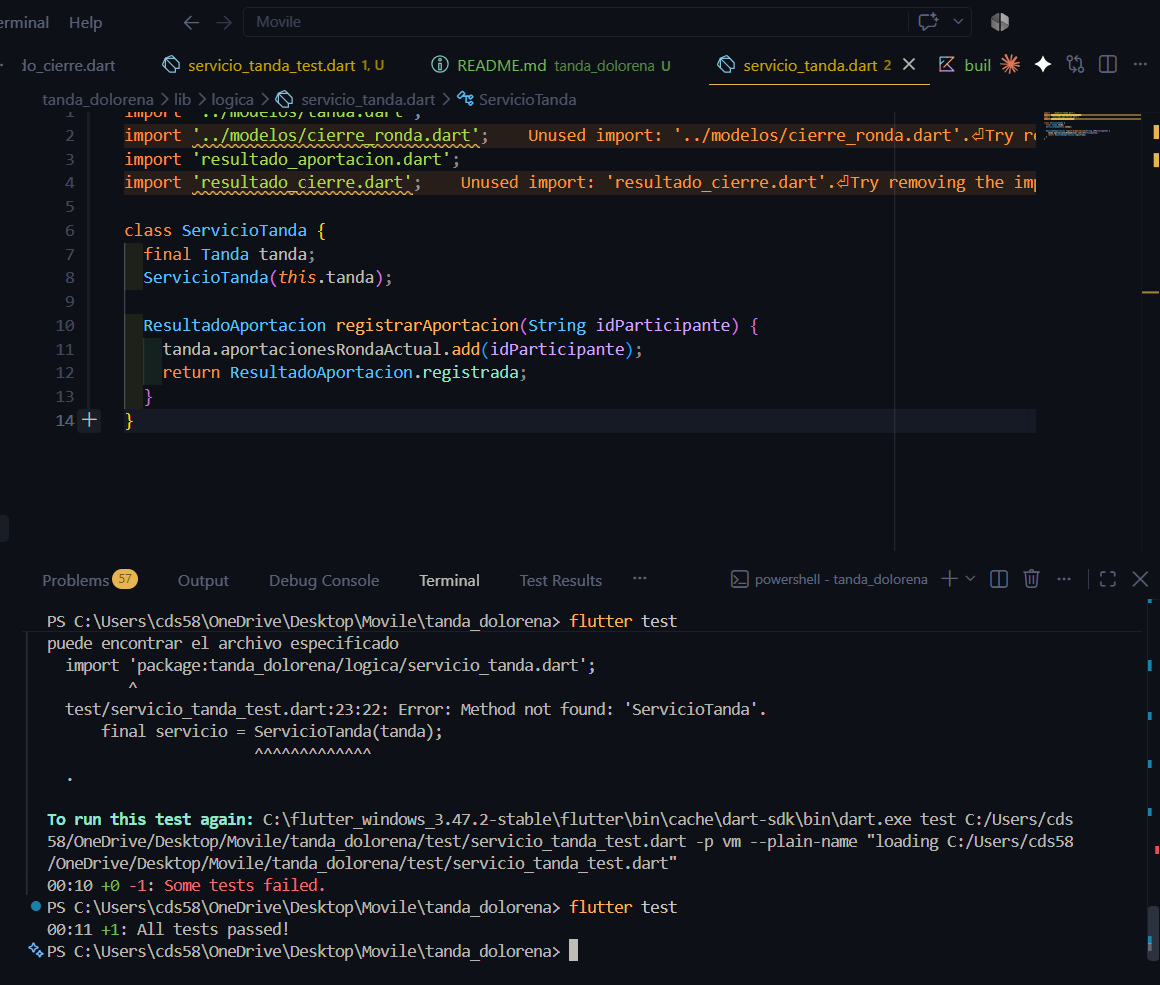 erminal Help
Movile
do_cierre.dart servicio_tanda_test.dart 1, U README.md tanda_dolorena U servicio_tanda.dart 2 buil
tanda_dolorena > lib > logica > servicio_tanda.dart > ServicioTanda
1 import '../modelos/tanda.dart';
2 import '../modelos/cierre_ronda.dart'; Unused import: '../modelos/cierre_ronda.dart'.⏎Try re
3 import 'resultado_aportacion.dart';
4 import 'resultado_cierre.dart'; Unused import: 'resultado_cierre.dart'.⏎Try removing the im
5
6 class ServicioTanda {
7 final Tanda tanda;
8 ServicioTanda(this.tanda);
9
10 ResultadoAportacion registrarAportacion(String idParticipante) {
11 tanda.aportacionesRondaActual.add(idParticipante);
12 return ResultadoAportacion.registrada;
13 }
14 }
Problems 57 Output Debug Console Terminal Test Results ··· powershell - tanda_dolorena
PS C:\Users\cds58\OneDrive\Desktop\Movile\tanda_dolorena> flutter test
puede encontrar el archivo especificado
import 'package:tanda_dolorena/logica/servicio_tanda.dart';
^
test/servicio_tanda_test.dart:23:22: Error: Method not found: 'ServicioTanda'.
final servicio = ServicioTanda(tanda);
^^^^^^^^^^^^^
.
To run this test again: C:\flutter_windows_3.47.2-stable\flutter\bin\cache\dart-sdk\bin\dart.exe test C:/Users/cds
58/OneDrive/Desktop/Movile/tanda_dolorena/test/servicio_tanda_test.dart -p vm --plain-name "loading C:/Users/cds58
/OneDrive/Desktop/Movile/tanda_dolorena/test/servicio_tanda_test.dart"
00:10 +0 -1: Some tests failed.
PS C:\Users\cds58\OneDrive\Desktop\Movile\tanda_dolorena> flutter test
00:11 +1: All tests passed!
PS C:\Users\cds58\OneDrive\Desktop\Movile\tanda_dolorena>